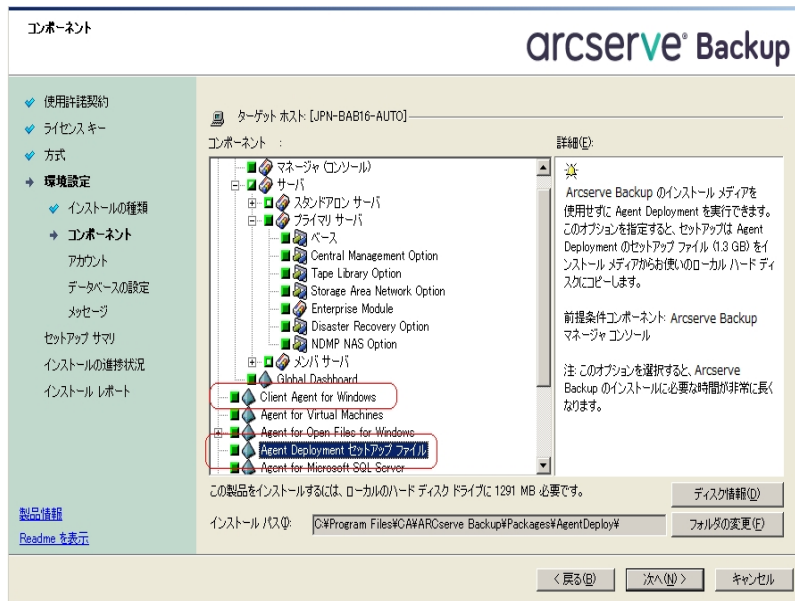 コンポーネント
arcserve® Backup
使用許諾契約
ライセンス キー
方式
環境設定
インストールの種類
コンポーネント
アカウント
データベースの設定
メッセージ
セットアップ サマリ
インストールの進捗状況
インストール レポート
製品情報
Readme を表示
ターゲット ホスト: [JPN-BAB16-AUTO]
コンポーネント :
マネージャ (コンソール)
サーバ
スタンドアロン サーバ
プライマリ サーバ
ベース
Central Management Option
Tape Library Option
Storage Area Network Option
Enterprise Module
Disaster Recovery Option
NDMP NAS Option
メンバ サーバ
Global Dashboard
Client Agent for Windows
Agent for Virtual Machines
Agent for Open Files for Windows
Agent Deployment セットアップ ファイル
Agent for Microsoft SQL Server
詳細(E):
Arcserve Backup のインストール メディアを
使用せずに Agent Deployment を実行できます。
このオプションを指定すると、セットアップは Agent
Deployment のセットアップ ファイル (1.3 GB) をイ
ンストール メディアからお使いのローカル ハード ディ
スクにコピーします。
前提条件コンポーネント: Arcserve Backup
マネージャ コンソール
注: このオプションを選択すると、Arcserve
Backup のインストールに必要な時間が非常に長く
なります。
この製品をインストールするには、ローカルのハード ディスク ドライブに 1291 MB 必要です。
ディスク情報(D)
インストール パス(I): C:¥Program Files¥CA¥ARCserve Backup¥Packages¥AgentDeploy¥
フォルダの変更(F)
< 戻る(B)
次へ(N) >
キャンセル